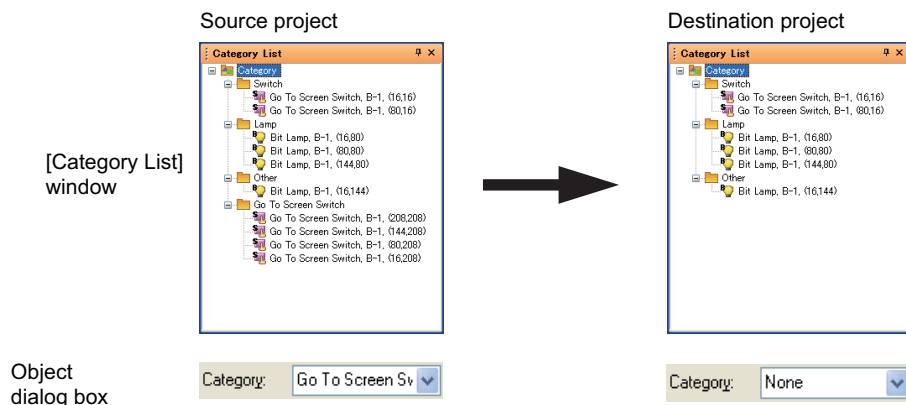 Source project
Destination project
Category List
Category
Switch
Go To Screen Switch, B-1, (16,16)
Go To Screen Switch, B-1, (80,16)
Lamp
Bit Lamp, B-1, (16,80)
Bit Lamp, B-1, (80,80)
Bit Lamp, B-1, (144,80)
Other
Bit Lamp, B-1, (16,144)
Go To Screen Switch
Go To Screen Switch, B-1, (208,208)
Go To Screen Switch, B-1, (144,208)
Go To Screen Switch, B-1, (80,208)
Go To Screen Switch, B-1, (16,208)
Category List
Category
Switch
Go To Screen Switch, B-1, (16,16)
Go To Screen Switch, B-1, (80,16)
Lamp
Bit Lamp, B-1, (16,80)
Bit Lamp, B-1, (80,80)
Bit Lamp, B-1, (144,80)
Other
Bit Lamp, B-1, (16,144)
[Category List]
window
Object
dialog box
Category: Go To Screen
Category: None